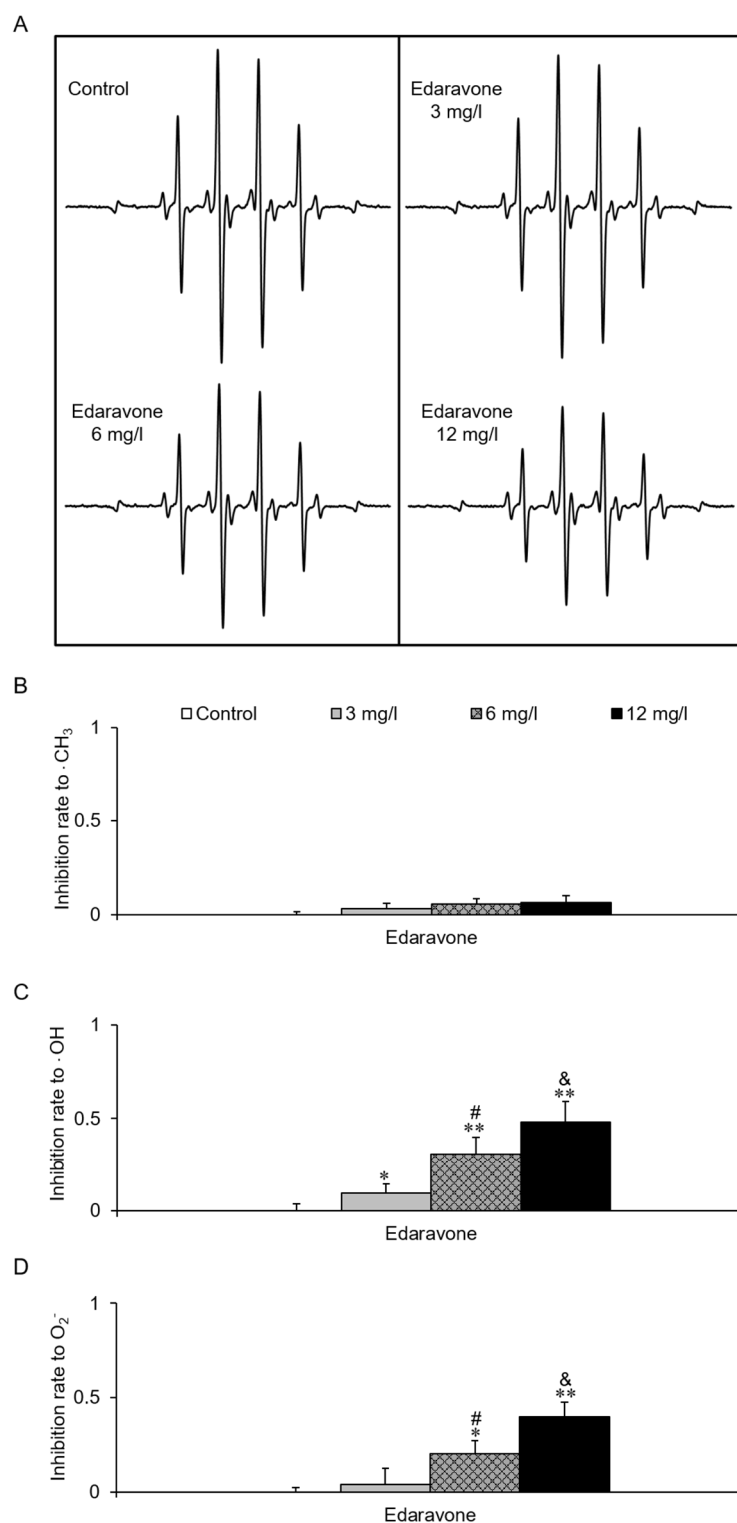 A
Control
Edaravone
3 mg/l
Edaravone
6 mg/l
Edaravone
12 mg/l
B
Control 3 mg/l 6 mg/l 12 mg/l
Inhibition rate to ·CH₃
1
0.5
0
Edaravone
C
Inhibition rate to ·OH
1
0.5
0
*
#
**
&
**
Edaravone
D
Inhibition rate to O₂⁻
1
0.5
0
#
*
&
**
Edaravone